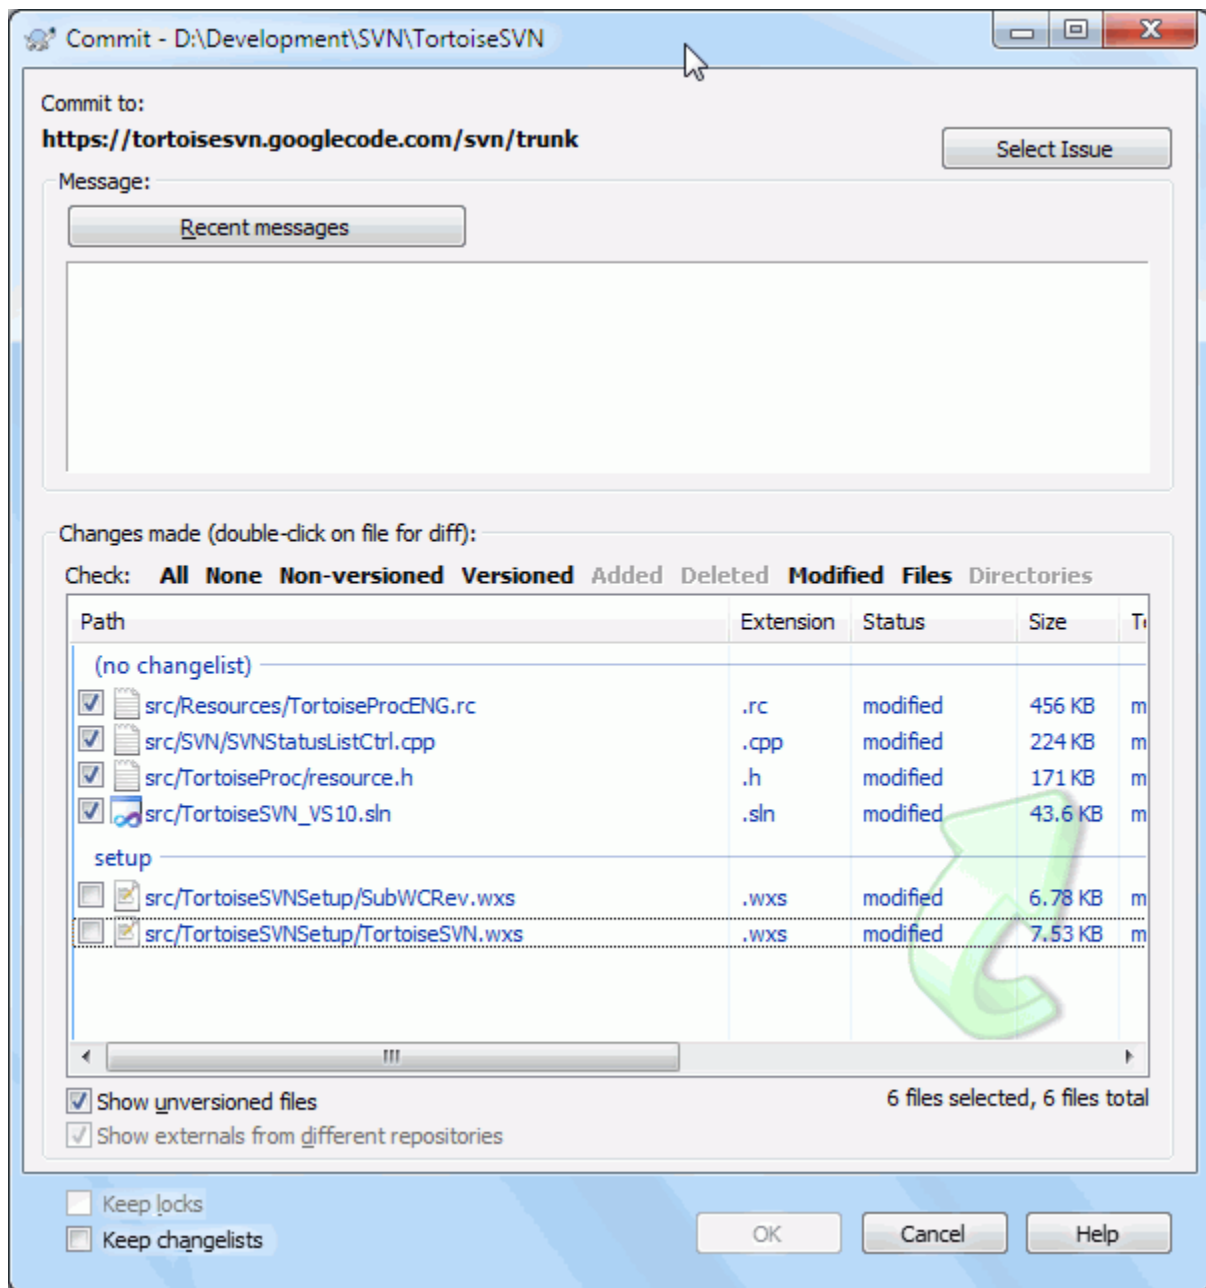 Commit - D:\Development\SVN\TortoiseSVN
Commit to:
https://tortoisesvn.googlecode.com/svn/trunk
Select Issue
Message:
Recent messages
Changes made (double-click on file for diff):
Check: All None Non-versioned Versioned Added Deleted Modified Files Directories
Path Extension Status Size
(no changelist)
src/Resources/TortoiseProcENG.rc .rc modified 456 KB m
src/SVN/SVNStatusListCtrl.cpp .cpp modified 224 KB m
src/TortoiseProc/resource.h .h modified 171 KB m
src/TortoiseSVN_VS10.sln .sln modified 43.6 KB m
setup
src/TortoiseSVNSetup/SubWCRev.wxs .wxs modified 6.78 KB m
src/TortoiseSVNSetup/TortoiseSVN.wxs .wxs modified 7.53 KB m
Show unversioned files 6 files selected, 6 files total
Show externals from different repositories
Keep locks
Keep changelists OK Cancel Help